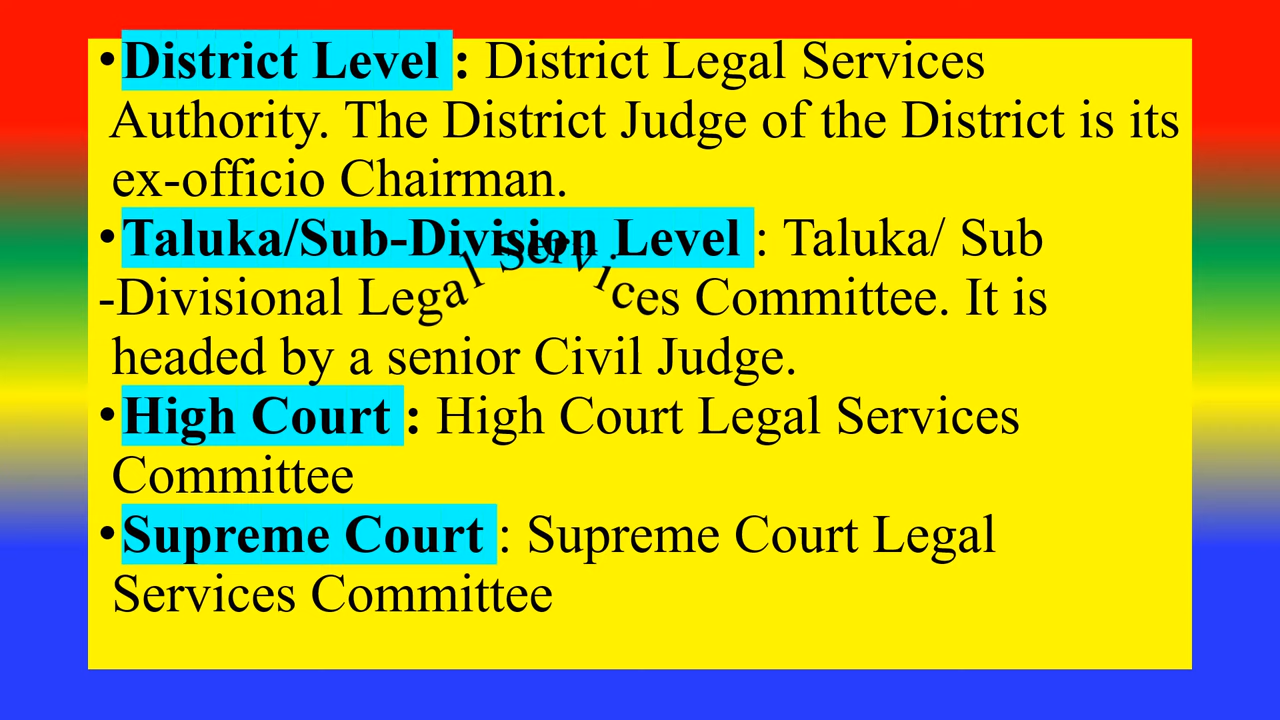 •District Level : District Legal Services
Authority. The District Judge of the District is its
ex-officio Chairman.
•Taluka/Sub-Division Level : Taluka/ Sub
-Divisional Legal Services Committee. It is
headed by a senior Civil Judge.
•High Court : High Court Legal Services
Committee
•Supreme Court : Supreme Court Legal
Services Committee